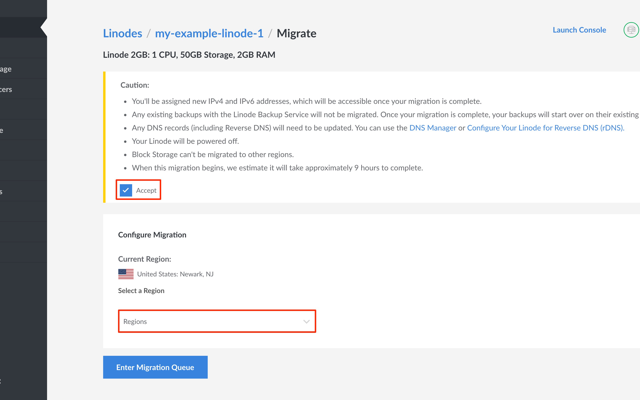 Linodes / my-example-linode-1 / Migrate
Launch Console
Linode 2GB: 1 CPU, 50GB Storage, 2GB RAM
Caution:
• You'll be assigned new IPv4 and IPv6 addresses, which will be accessible once your migration is complete.
• Any existing backups with the Linode Backup Service will not be migrated. Once your migration is complete, your backups will start over on their existing
• Any DNS records (including Reverse DNS) will need to be updated. You can use the DNS Manager or Configure Your Linode for Reverse DNS (rDNS).
• Your Linode will be powered off.
• Block Storage can't be migrated to other regions.
• When this migration begins, we estimate it will take approximately 9 hours to complete.
Accept
Configure Migration
Current Region:
United States: Newark, NJ
Select a Region
Regions
Enter Migration Queue